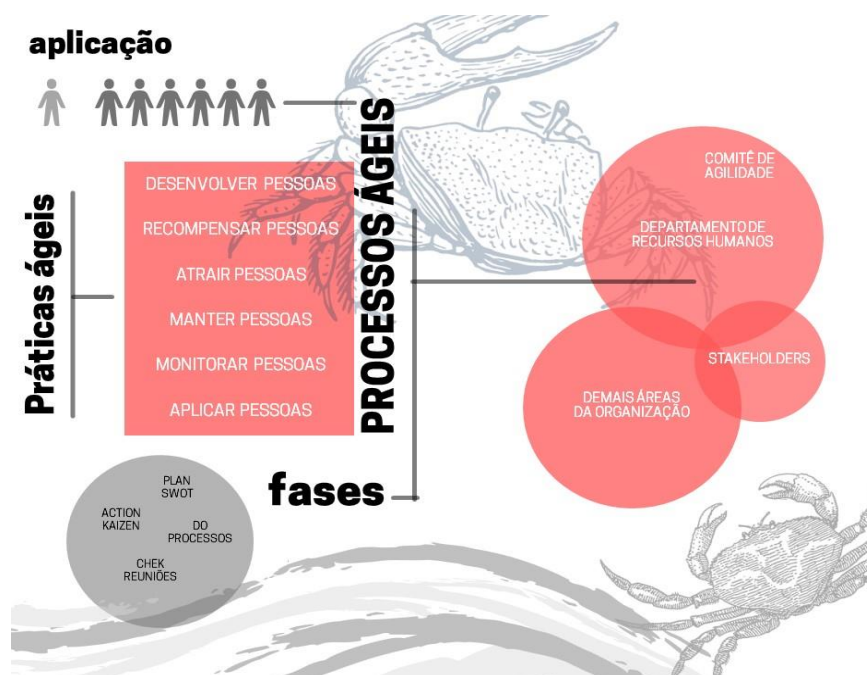 aplicação
Práticas ágeis
DESENVOLVER PESSOAS
RECOMPENSAR PESSOAS
ATRAIR PESSOAS
MANTER PESSOAS
MONITORAR PESSOAS
APLICAR PESSOAS
PROCESSOS ÁGEIS
COMITÊ DE
AGILIDADE
DEPARTAMENTO DE
RECURSOS HUMANOS
STAKEHOLDERS
DEMAIS ÁREAS
DA ORGANIZAÇÃO
fases
PLAN
SWOT
ACTION
KAIZEN
DO
PROCESSOS
CHEK
REUNIÕES